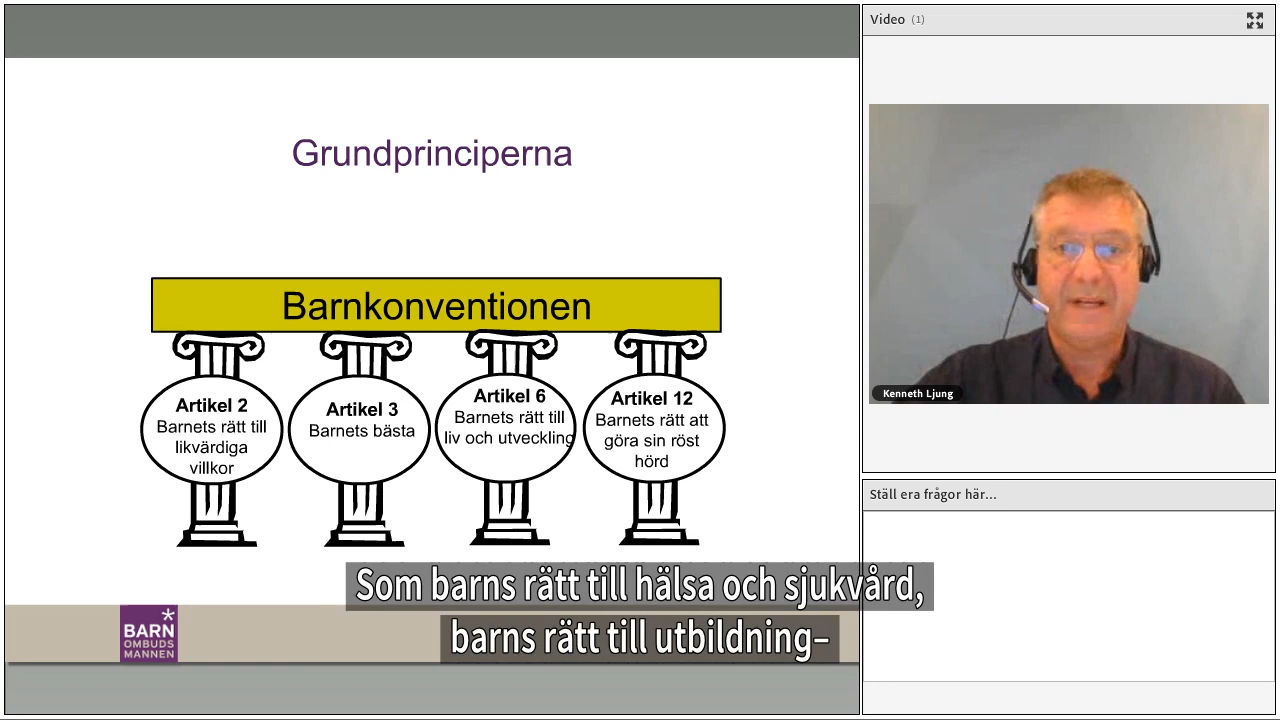 Grundprinciperna
Barnkonventionen
Artikel 2
Barnets rätt till
likvärdiga
villkor
Artikel 3
Barnets bästa
Artikel 6
Barnets rätt till
liv och utveckling
Artikel 12
Barnets rätt att
göra sin röst
hörd
Som barns rätt till hälsa och sjukvård,
barns rätt till utbildning–
BARN
OMBUDS
MANNEN
Video (1)
Kenneth Ljung
Ställ era frågor här...